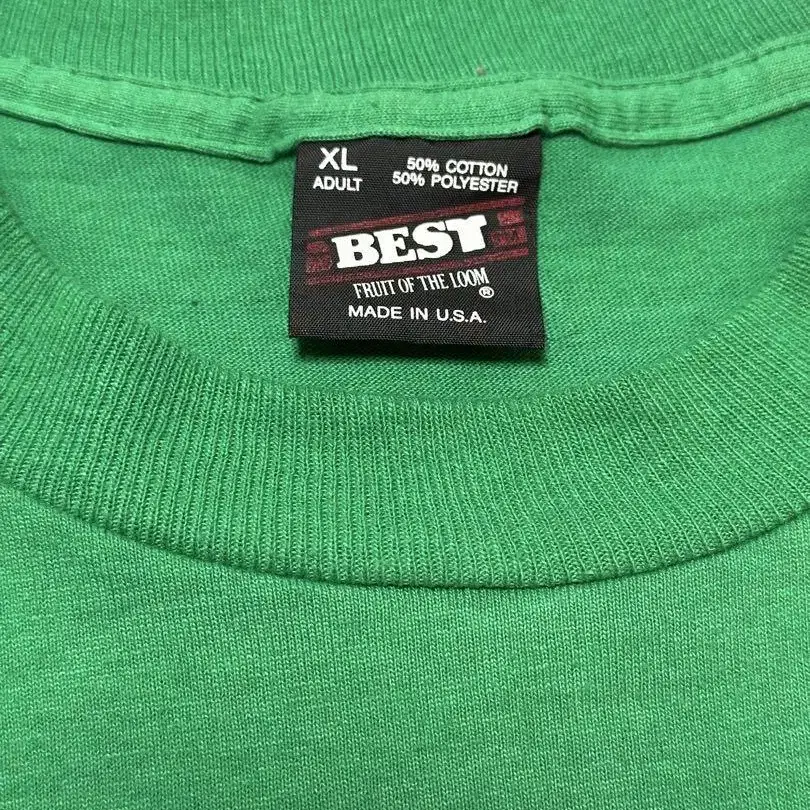 XL
ADULT
50% COTTON
50% POLYESTER
BEST
FRUIT OF THE LOOM
®
MADE IN U.S.A.